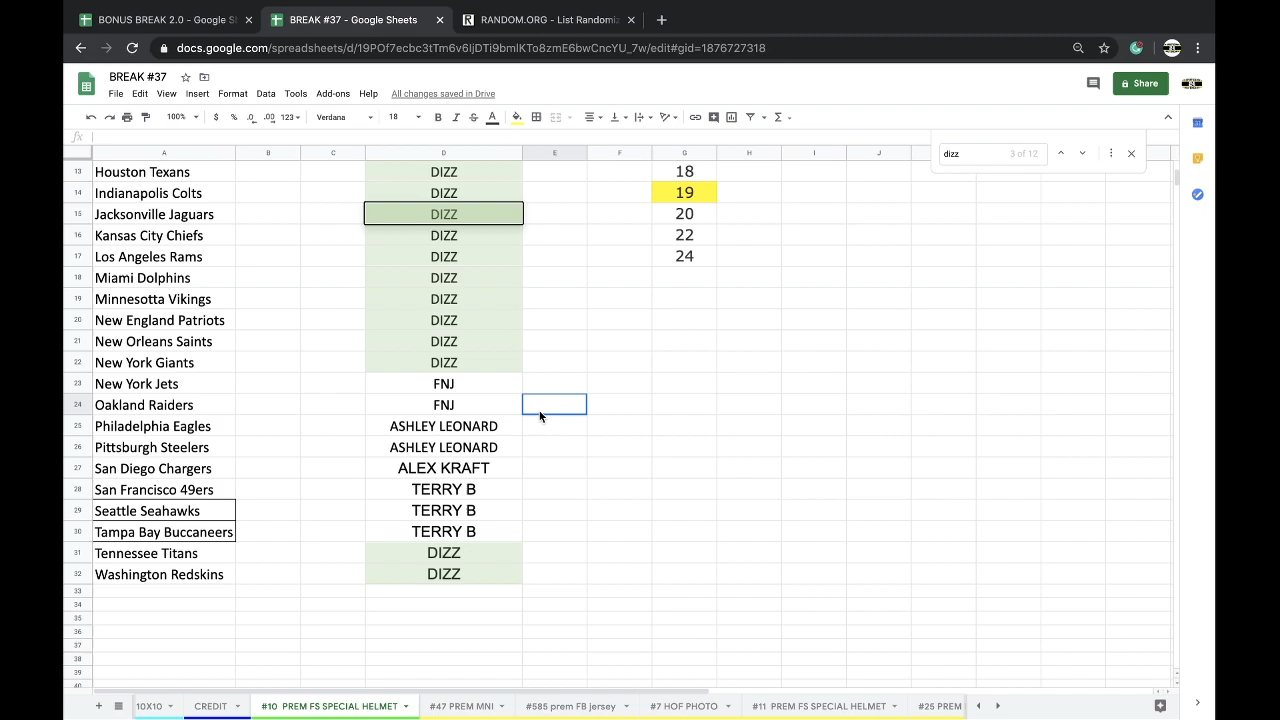 BONUS BREAK 2.0 - Google S
BREAK #37 - Google Sheets
RANDOM.ORG - List Randomiz
docs.google.com/spreadsheets/d/19POf7ecbc3tTm6v6IjDTi9bmIKTo8zmE6bwCncYU_7w/edit#gid=1876727318
BREAK #37
File Edit View Insert Format Data Tools Add-ons Help All changes saved in Drive
Share
100% $ % .0 .00 123 Verdana 18 B I S A
fx
dizz 3 of 12
A B C D E F G H I J K
13 Houston Texans DIZZ 18
14 Indianapolis Colts DIZZ 19
15 Jacksonville Jaguars DIZZ 20
16 Kansas City Chiefs DIZZ 22
17 Los Angeles Rams DIZZ 24
18 Miami Dolphins DIZZ
19 Minnesotta Vikings DIZZ
20 New England Patriots DIZZ
21 New Orleans Saints DIZZ
22 New York Giants DIZZ
23 New York Jets FNJ
24 Oakland Raiders FNJ
25 Philadelphia Eagles ASHLEY LEONARD
26 Pittsburgh Steelers ASHLEY LEONARD
27 San Diego Chargers ALEX KRAFT
28 San Francisco 49ers TERRY B
29 Seattle Seahawks TERRY B
30 Tampa Bay Buccaneers TERRY B
31 Tennessee Titans DIZZ
32 Washington Redskins DIZZ
33
34
35
36
37
38
39
40
10X10 CREDIT #10 PREM FS SPECIAL HELMET #47 PREM MNI #585 prem FB jersey #7 HOF PHOTO #11 PREM FS SPECIAL HELMET #25 PREM